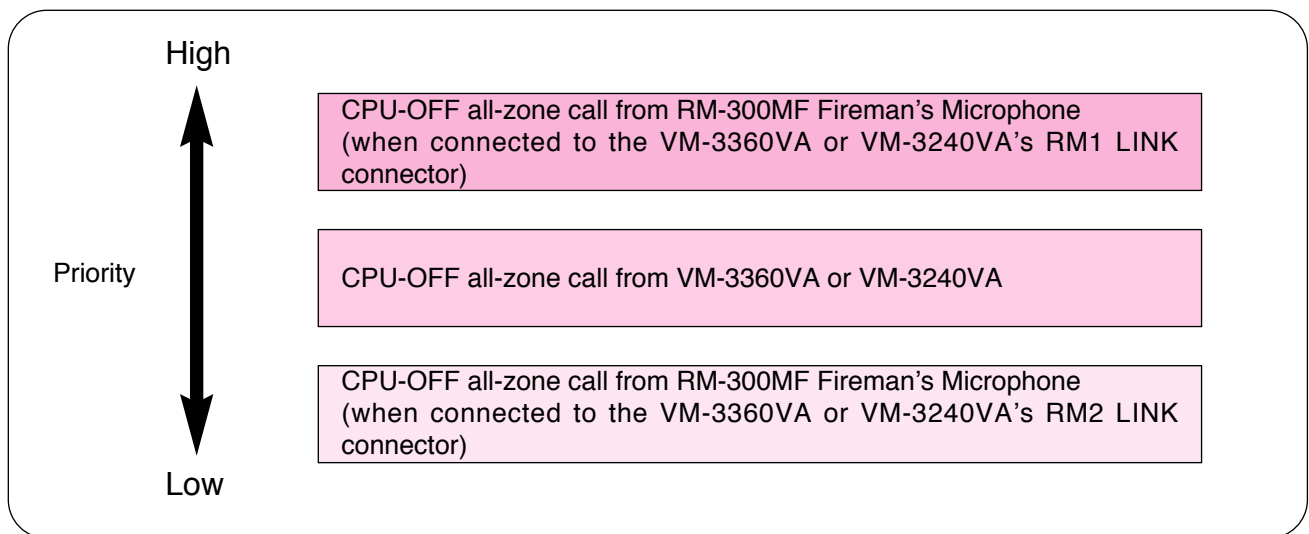 High
CPU-OFF all-zone call from RM-300MF Fireman's Microphone
(when connected to the VM-3360VA or VM-3240VA's RM1 LINK
connector)
Priority
CPU-OFF all-zone call from VM-3360VA or VM-3240VA
CPU-OFF all-zone call from RM-300MF Fireman's Microphone
(when connected to the VM-3360VA or VM-3240VA's RM2 LINK
connector)
Low